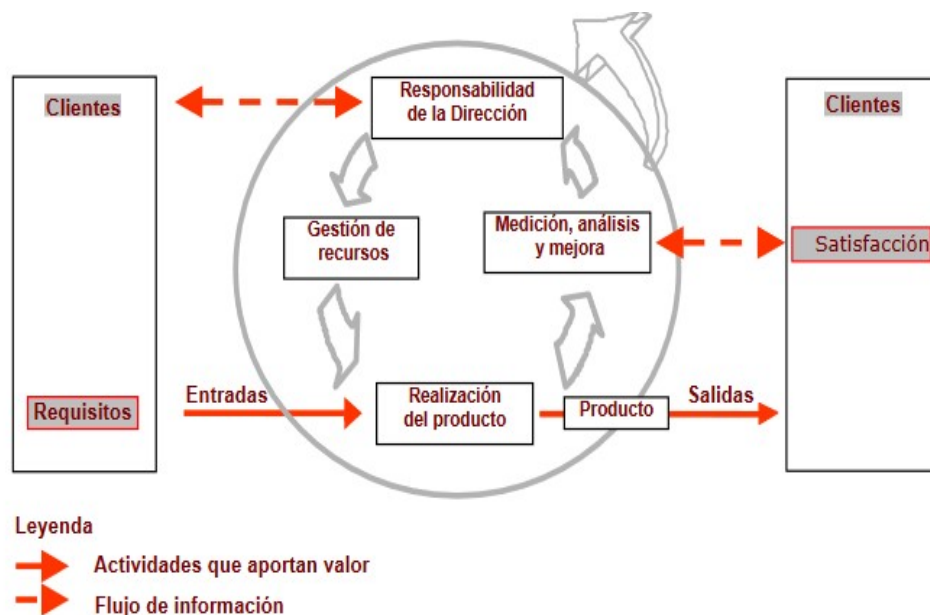 Clientes
Responsabilidad
de la Dirección
Clientes
Gestión de
recursos
Medición, análisis
y mejora
Satisfacción
Requisitos
Entradas
Realización
del producto
Producto
Salidas
Leyenda
Actividades que aportan valor
Flujo de información